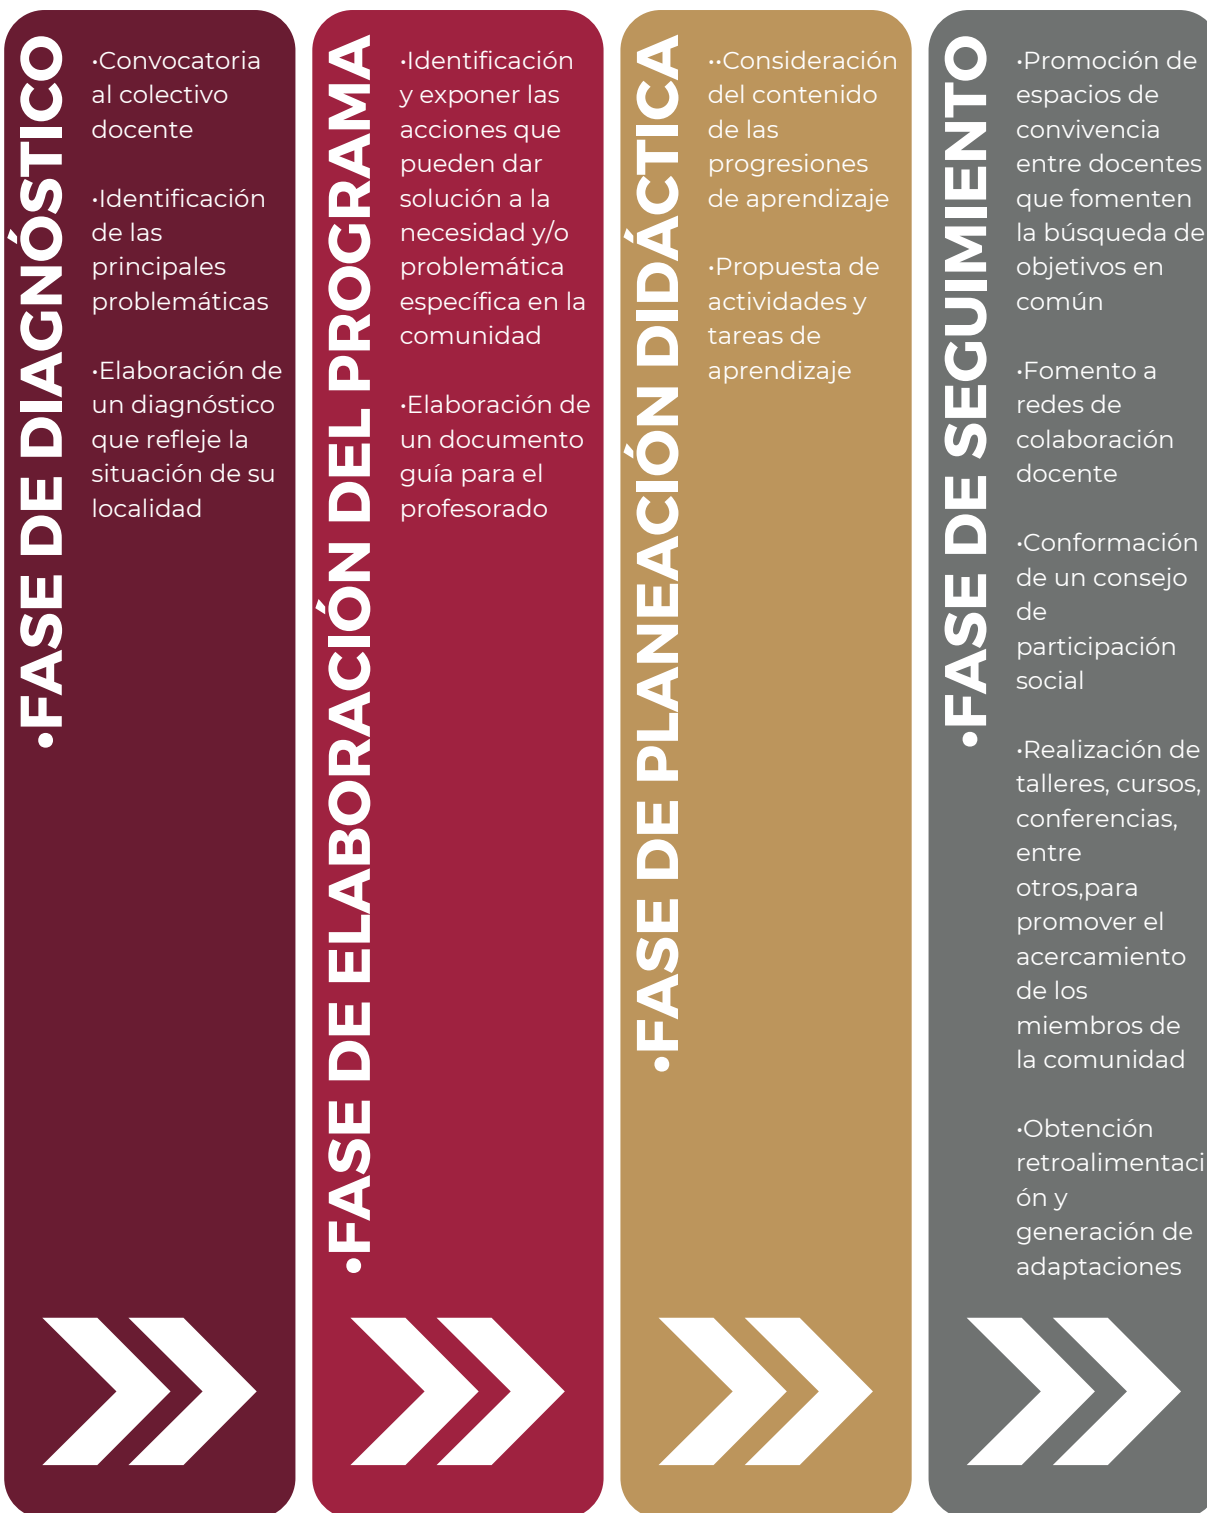 •FASE DE DIAGNÓSTICO
•Convocatoria
al colectivo
docente
•Identificación
de las
principales
problemáticas
•Elaboración de
un diagnóstico
que refleje la
situación de su
localidad
•FASE DE ELABORACIÓN DEL PROGRAMA
•Identificación
y exponer las
acciones que
pueden dar
solución a la
necesidad y/o
problemática
específica en la
comunidad
•Elaboración de
un documento
guía para el
profesorado
•FASE DE PLANEACIÓN DIDÁCTICA
••Consideración
del contenido
de las
progresiones
de aprendizaje
•Propuesta de
actividades y
tareas de
aprendizaje
•FASE DE SEGUIMIENTO
•Promoción de
espacios de
convivencia
entre docentes
que fomenten
la búsqueda de
objetivos en
común
•Fomento a
redes de
colaboración
docente
•Conformación
de un consejo
de
participación
social
•Realización de
talleres, cursos,
conferencias,
entre
otros,para
promover el
acercamiento
de los
miembros de
la comunidad
•Obtención
retroalimentaci
ón y
generación de
adaptaciones